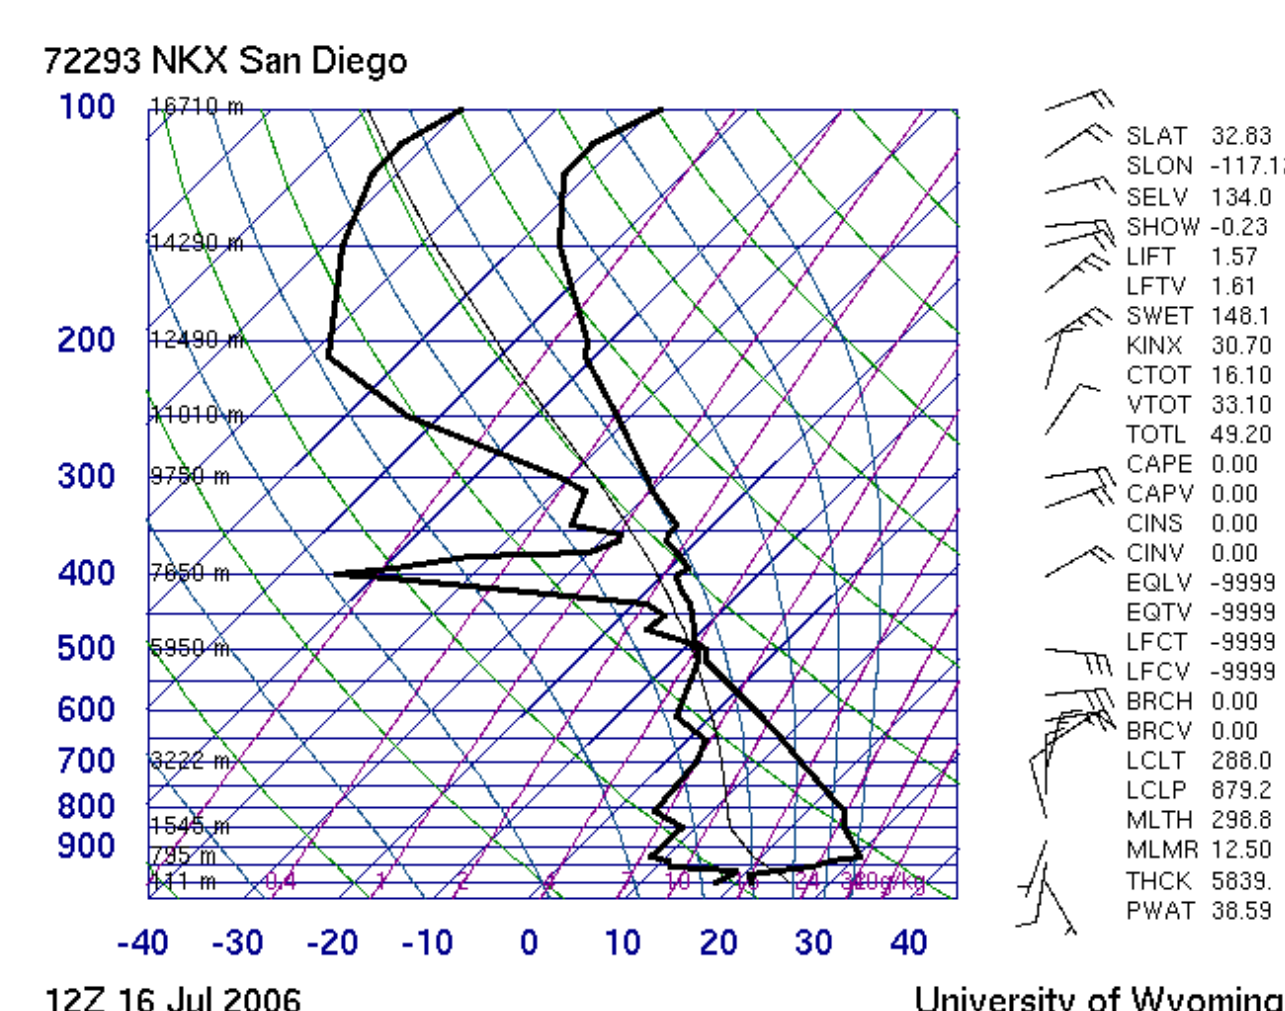 72293 NKX San Diego
100
16710 m
SLAT 32.83
SLON -117.12
SELV 134.0
SHOW -0.23
14290 m
LIFT 1.57
LFTV 1.61
SWET 148.1
200
12490 m
KINX 30.70
CTOT 16.10
VTOT 33.10
11010 m
TOTL 49.20
CAPE 0.00
300
9750 m
CAPV 0.00
CINS 0.00
CINV 0.00
400
7650 m
EQLV -9999
EQTV -9999
LFCT -9999
500
5950 m
LFCV -9999
BRCH 0.00
600
BRCV 0.00
700
3222 m
LCLT 288.0
LCLP 879.2
800
MLTH 298.8
1545 m
900
MLMR 12.50
795 m
THCK 5839.
111 m
0.4 1 2 4 7 10 16 24 32 40g/kg
PWAT 38.59
-40 -30 -20 -10 0 10 20 30 40
12Z 16 Jul 2006
University of Wyoming